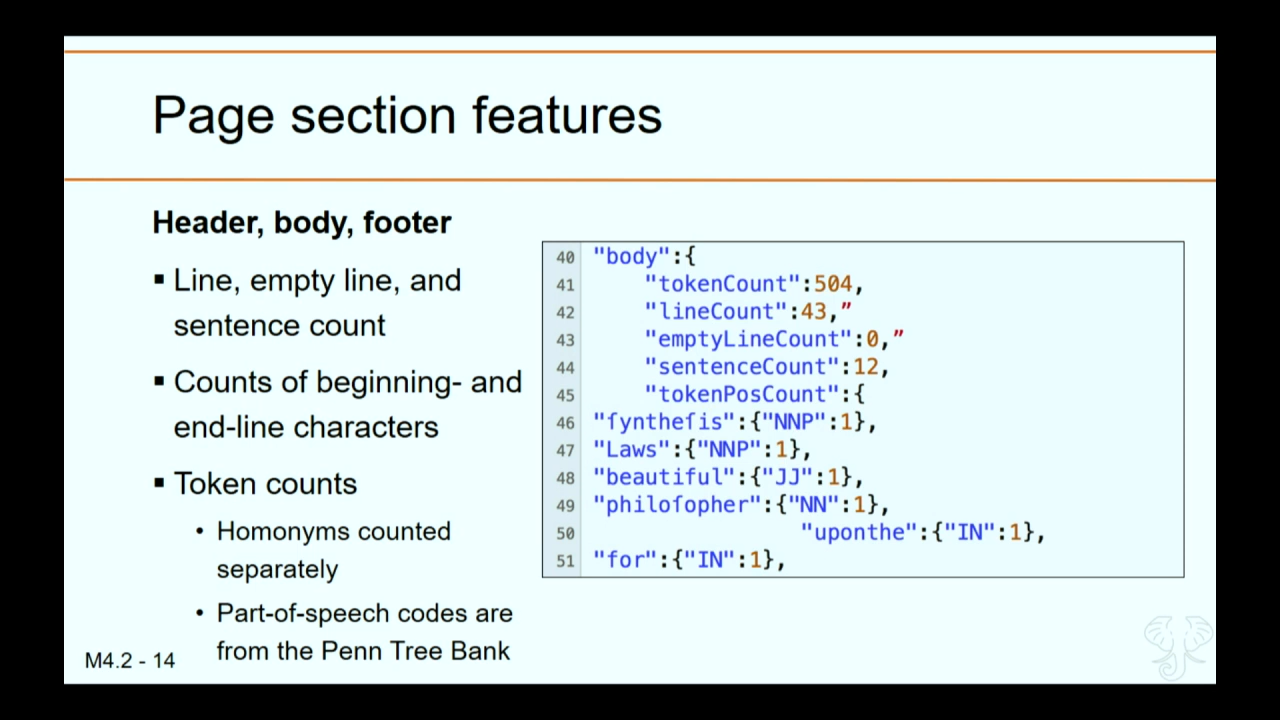 Page section features
Header, body, footer
▪ Line, empty line, and
sentence count
▪ Counts of beginning- and
end-line characters
▪ Token counts
• Homonyms counted
separately
• Part-of-speech codes are
from the Penn Tree Bank
40 "body":{
41 "tokenCount":504,
42 "lineCount":43,”
43 "emptyLineCount":0,”
44 "sentenceCount":12,
45 "tokenPosCount":{
46 "ſyntheſis":{"NNP":1},
47 "Laws":{"NNP":1},
48 "beautiful":{"JJ":1},
49 "philoſopher":{"NN":1},
50 "uponthe":{"IN":1},
51 "for":{"IN":1},
M4.2 - 14